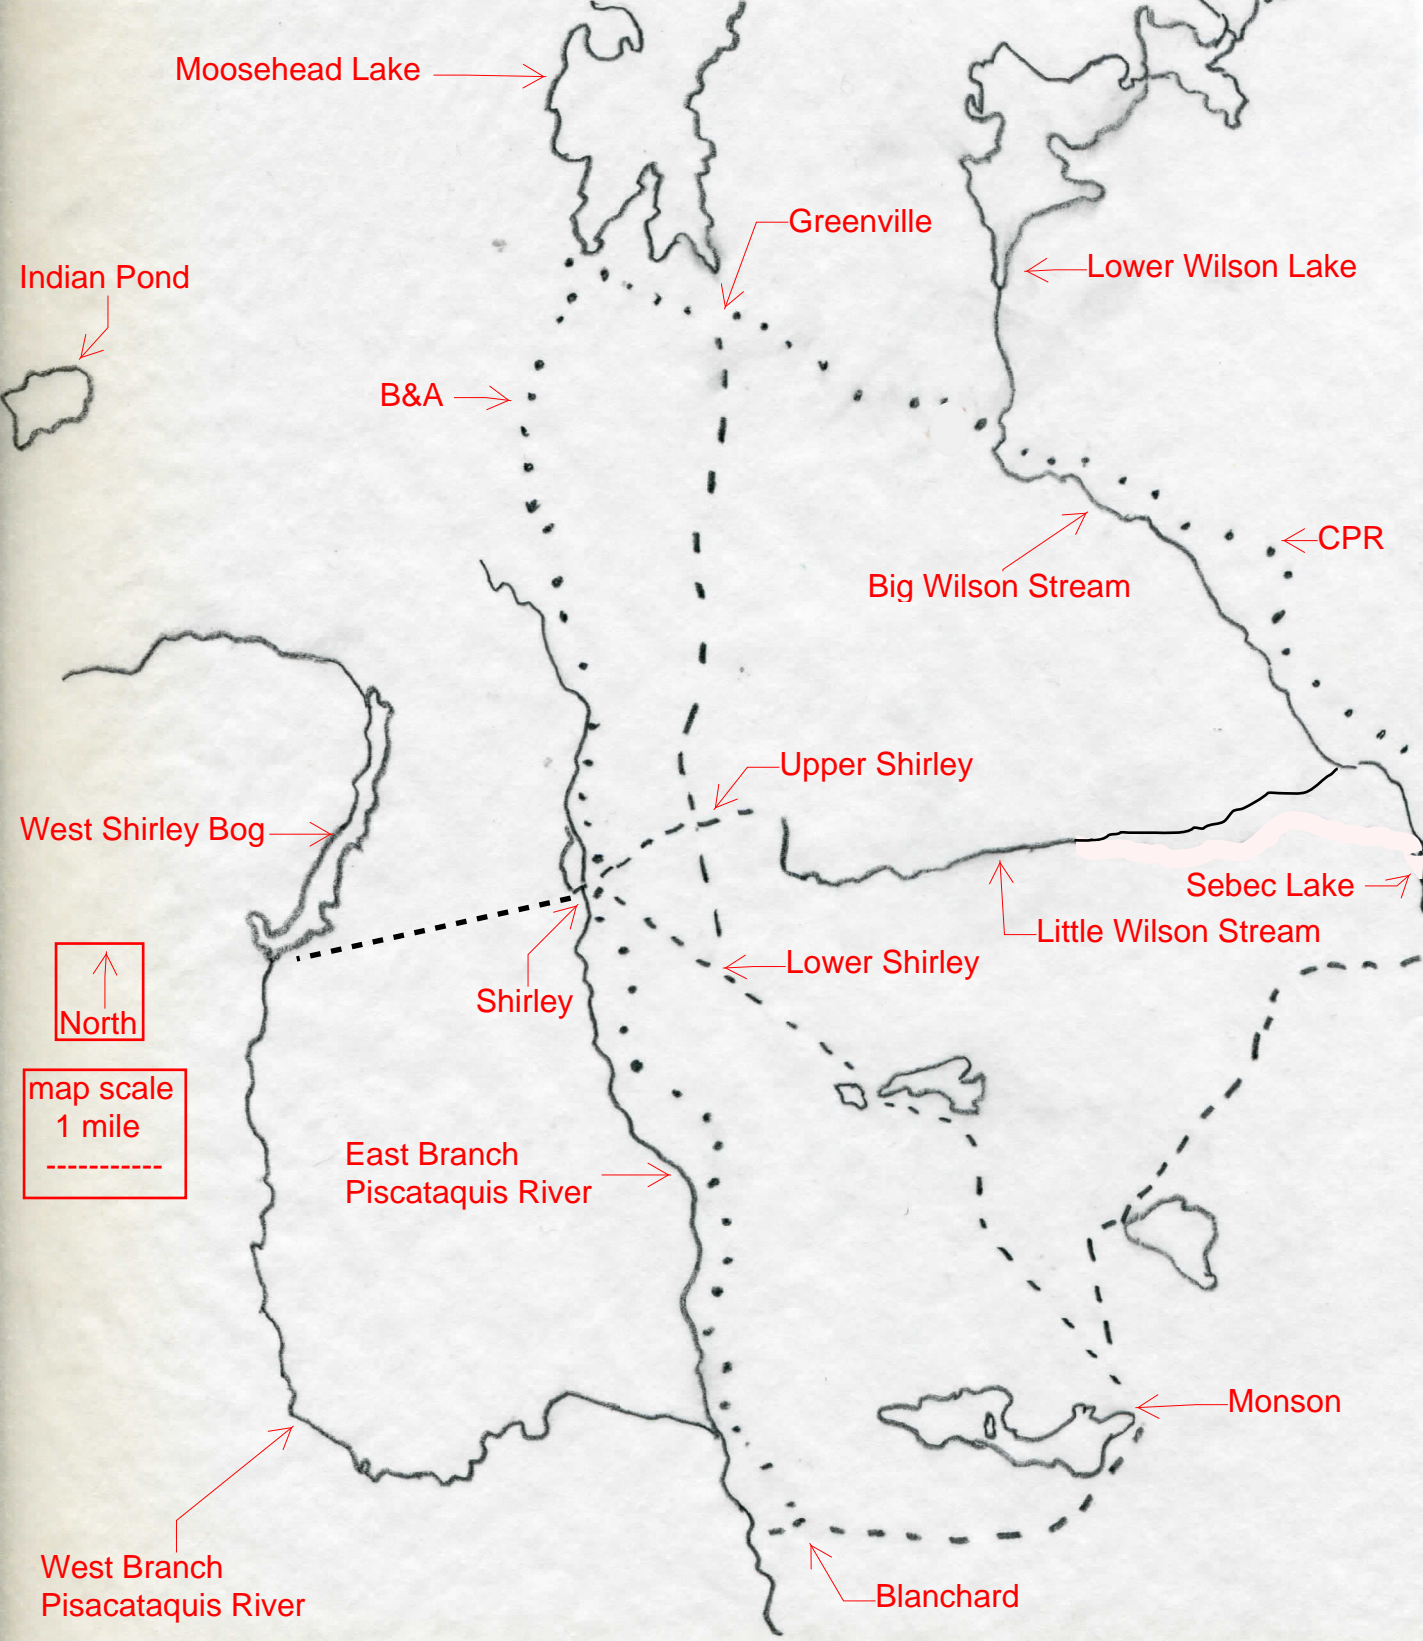 Moosehead Lake
Greenville
Lower Wilson Lake
Indian Pond
B&A
CPR
Big Wilson Stream
Upper Shirley
West Shirley Bog
Sebec Lake
Little Wilson Stream
Lower Shirley
Shirley
North
map scale
1 mile
East Branch
Piscataquis River
Monson
West Branch
Pisacataquis River
Blanchard